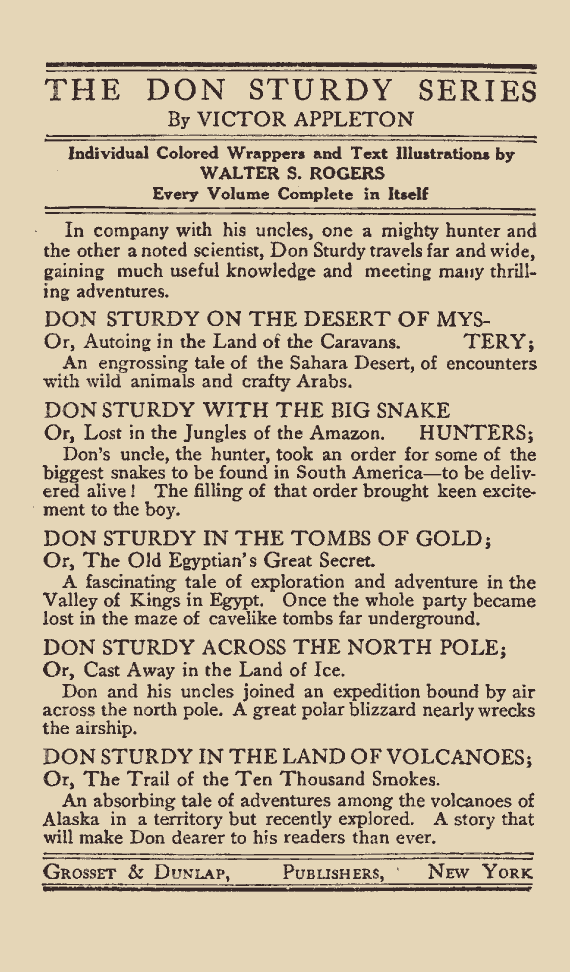 THE DON STURDY SERIES
By VICTOR APPLETON
Individual Colored Wrappers and Text Illustrations by
WALTER S. ROGERS
Every Volume Complete in Itself
In company with his uncles, one a mighty hunter and
the other a noted scientist, Don Sturdy travels far and wide,
gaining much useful knowledge and meeting many thrill-
ing adventures.
DON STURDY ON THE DESERT OF MYS-
Or, Autoing in the Land of the Caravans. TERY;
An engrossing tale of the Sahara Desert, of encounters
with wild animals and crafty Arabs.
DON STURDY WITH THE BIG SNAKE
Or, Lost in the Jungles of the Amazon. HUNTERS;
Don's uncle, the hunter, took an order for some of the
biggest snakes to be found in South America—to be deliv-
ered alive! The filling of that order brought keen excite-
ment to the boy.
DON STURDY IN THE TOMBS OF GOLD;
Or, The Old Egyptian's Great Secret.
A fascinating tale of exploration and adventure in the
Valley of Kings in Egypt. Once the whole party became
lost in the maze of cavelike tombs far underground.
DON STURDY ACROSS THE NORTH POLE;
Or, Cast Away in the Land of Ice.
Don and his uncles joined an expedition bound by air
across the north pole. A great polar blizzard nearly wrecks
the airship.
DON STURDY IN THE LAND OF VOLCANOES;
Or, The Trail of the Ten Thousand Smokes.
An absorbing tale of adventures among the volcanoes of
Alaska in a territory but recently explored. A story that
will make Don dearer to his readers than ever.
GROSSET & DUNLAP, PUBLISHERS, NEW YORK